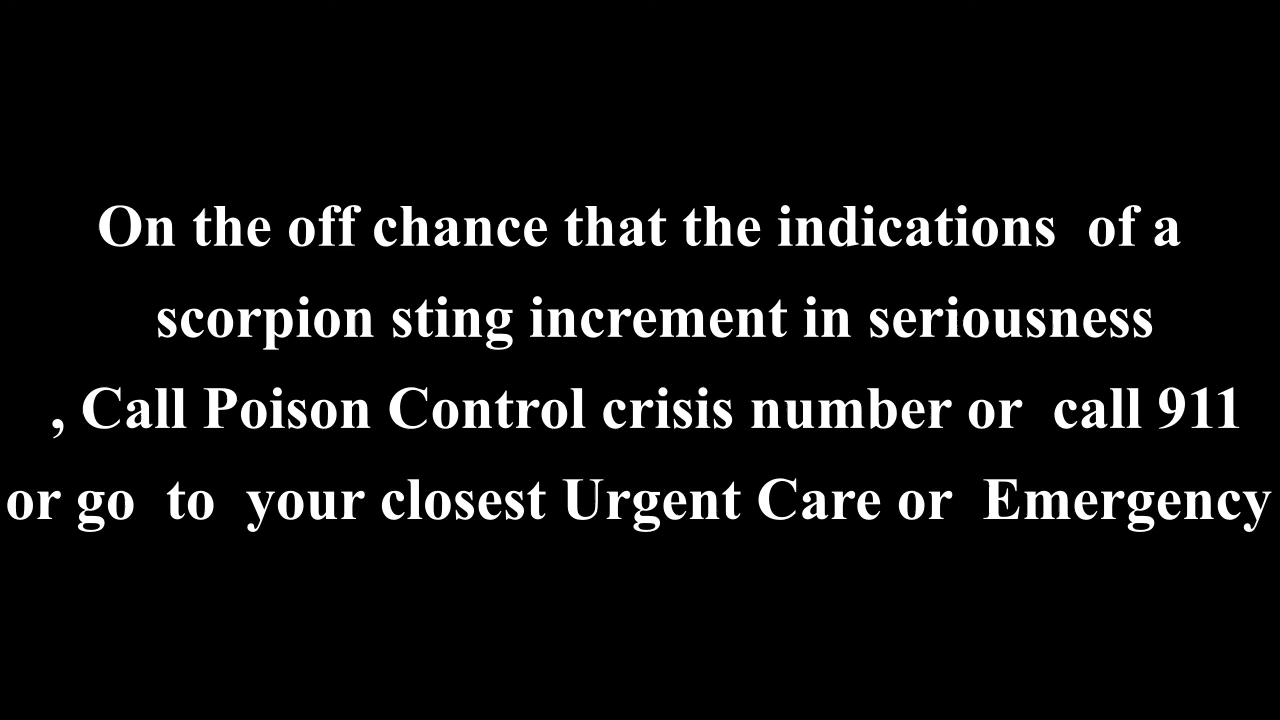 On the off chance that the indications  of a
scorpion sting increment in seriousness
, Call Poison Control crisis number or  call 911
or go  to  your closest Urgent Care or  Emergency